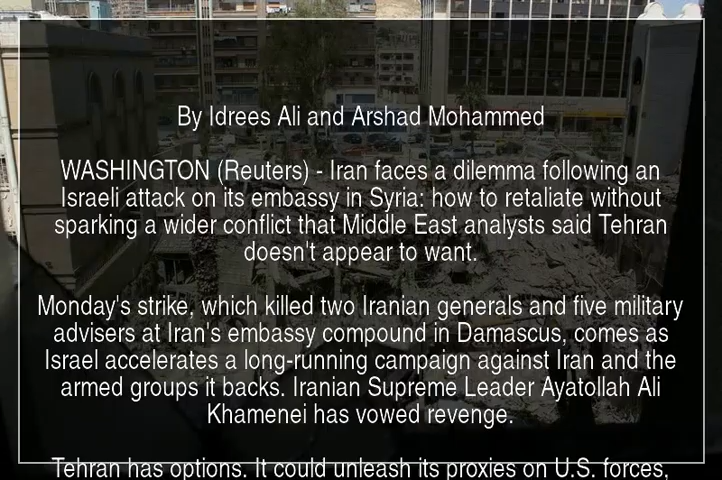 By Idrees Ali and Arshad Mohammed
WASHINGTON (Reuters) - Iran faces a dilemma following an
Israeli attack on its embassy in Syria: how to retaliate without
sparking a wider conflict that Middle East analysts said Tehran
doesn't appear to want.
Monday's strike, which killed two Iranian generals and five military
advisers at Iran's embassy compound in Damascus, comes as
Israel accelerates a long-running campaign against Iran and the
armed groups it backs. Iranian Supreme Leader Ayatollah Ali
Khamenei has vowed revenge.
Tehran has options. It could unleash its proxies on U.S. forces,